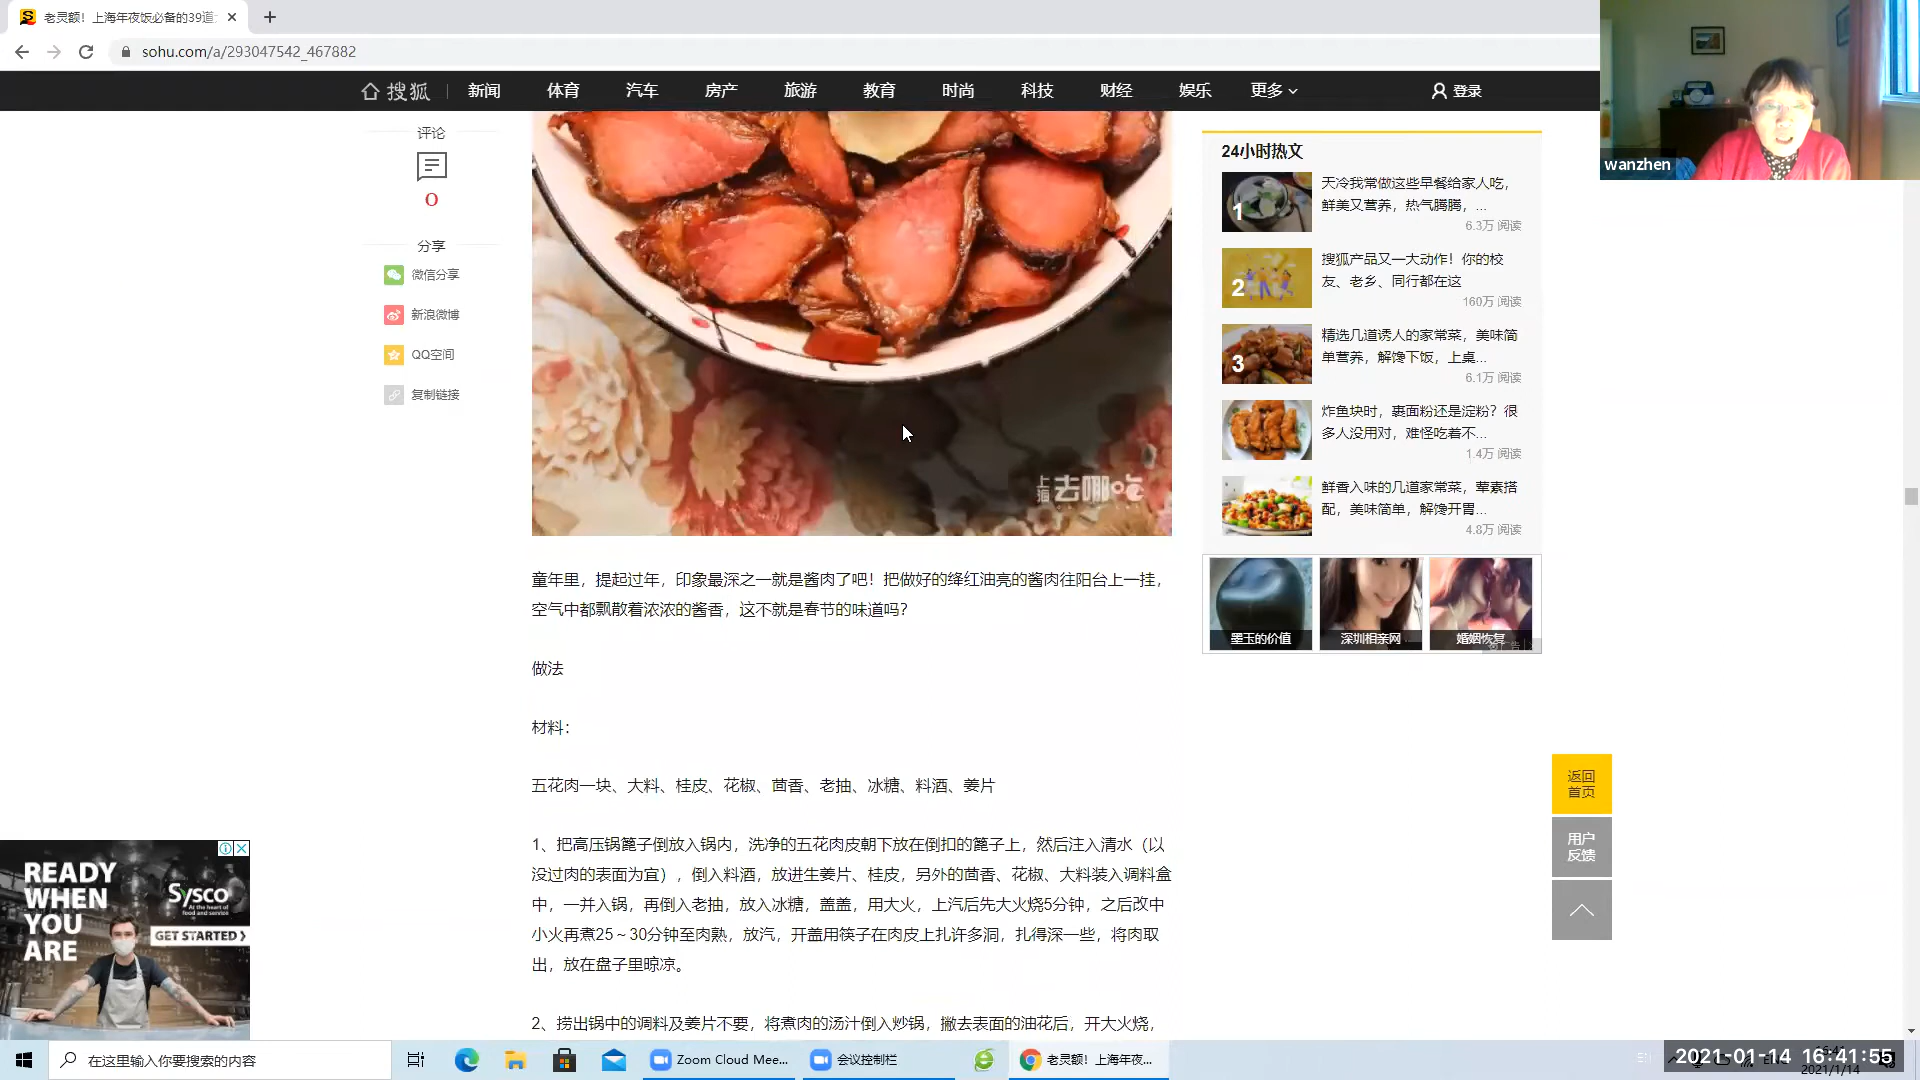 老灵额！上海年夜饭必备的39道
sohu.com/a/293047542_467882
搜狐
新闻
体育
汽车
房产
旅游
教育
时尚
科技
财经
娱乐
更多
登录
wanzhen
评论
0
分享
微信分享
新浪微博
QQ空间
复制链接
上海去哪吃
童年里，提起过年，印象最深之一就是酱肉了吧！把做好的绛红油亮的酱肉往阳台上一挂，
空气中都飘散着浓浓的酱香，这不就是春节的味道吗？
做法
材料：
五花肉一块、大料、桂皮、花椒、茴香、老抽、冰糖、料酒、姜片
1、把高压锅篦子倒放入锅内，洗净的五花肉皮朝下放在倒扣的篦子上，然后注入清水（以
没过肉的表面为宜），倒入料酒，放进生姜片、桂皮，另外的茴香、花椒、大料装入调料盒
中，一并入锅，再倒入老抽，放入冰糖，盖盖，用大火，上汽后先大火烧5分钟，之后改中
小火再煮25～30分钟至肉熟，放汽，开盖用筷子在肉皮上扎许多洞，扎得深一些，将肉取
出，放在盘子里晾凉。
2、捞出锅中的调料及姜片不要，将煮肉的汤汁倒入炒锅，撇去表面的油花后，开大火烧，
24小时热文
1
天冷我常做这些早餐给家人吃，
鲜美又营养，热气腾腾，...
6.3万 阅读
2
搜狐产品又一大动作！你的校
友、老乡、同行都在这
160万 阅读
3
精选几道诱人的家常菜，美味简
单营养，解馋下饭，上桌...
6.1万 阅读
炸鱼块时，裹面粉还是淀粉？很
多人没用对，难怪吃着不...
1.4万 阅读
鲜香入味的几道家常菜，荤素搭
配，美味简单，解馋开胃...
4.8万 阅读
墨玉的价值
深圳相亲网
婚姻恢复
广告
返回
首页
用户
反馈
READY
WHEN
YOU
ARE
Sysco
At the heart of
food and service
GET STARTED
在这里输入你要搜索的内容
Zoom Cloud Mee...
会议控制栏
老灵额！上海年夜...
2021-01-14 16:41:55
2021/1/14